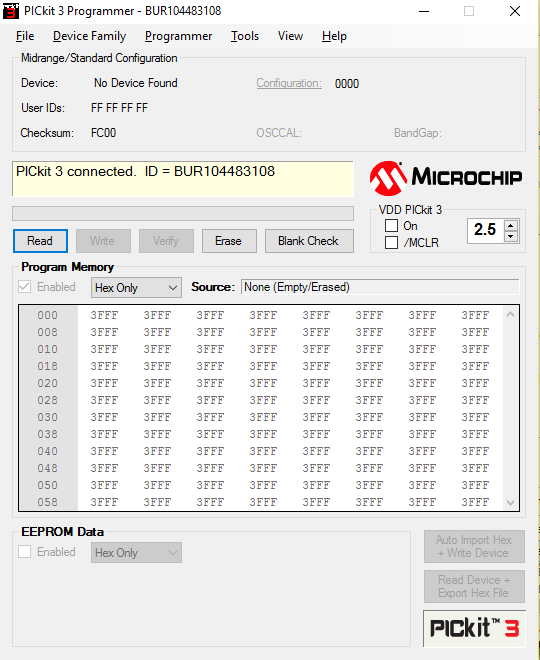 PICkit 3 Programmer - BUR104483108
File Device Family Programmer Tools View Help
Midrange/Standard Configuration
Device: No Device Found Configuration: 0000
User IDs: FF FF FF FF
Checksum: FC00 OSCCAL: BandGap:
PICkit 3 connected. ID = BUR104483108
MICROCHIP
VDD PICkit 3
On
/MCLR
2.5
Read Write Verify Erase Blank Check
Program Memory
Enabled Hex Only Source: None (Empty/Erased)
000 3FFF 3FFF 3FFF 3FFF 3FFF 3FFF 3FFF 3FFF
008 3FFF 3FFF 3FFF 3FFF 3FFF 3FFF 3FFF 3FFF
010 3FFF 3FFF 3FFF 3FFF 3FFF 3FFF 3FFF 3FFF
018 3FFF 3FFF 3FFF 3FFF 3FFF 3FFF 3FFF 3FFF
020 3FFF 3FFF 3FFF 3FFF 3FFF 3FFF 3FFF 3FFF
028 3FFF 3FFF 3FFF 3FFF 3FFF 3FFF 3FFF 3FFF
030 3FFF 3FFF 3FFF 3FFF 3FFF 3FFF 3FFF 3FFF
038 3FFF 3FFF 3FFF 3FFF 3FFF 3FFF 3FFF 3FFF
040 3FFF 3FFF 3FFF 3FFF 3FFF 3FFF 3FFF 3FFF
048 3FFF 3FFF 3FFF 3FFF 3FFF 3FFF 3FFF 3FFF
050 3FFF 3FFF 3FFF 3FFF 3FFF 3FFF 3FFF 3FFF
058 3FFF 3FFF 3FFF 3FFF 3FFF 3FFF 3FFF 3FFF
EEPROM Data
Enabled Hex Only
Auto Import Hex
+ Write Device
Read Device +
Export Hex File
PICkit™ 3